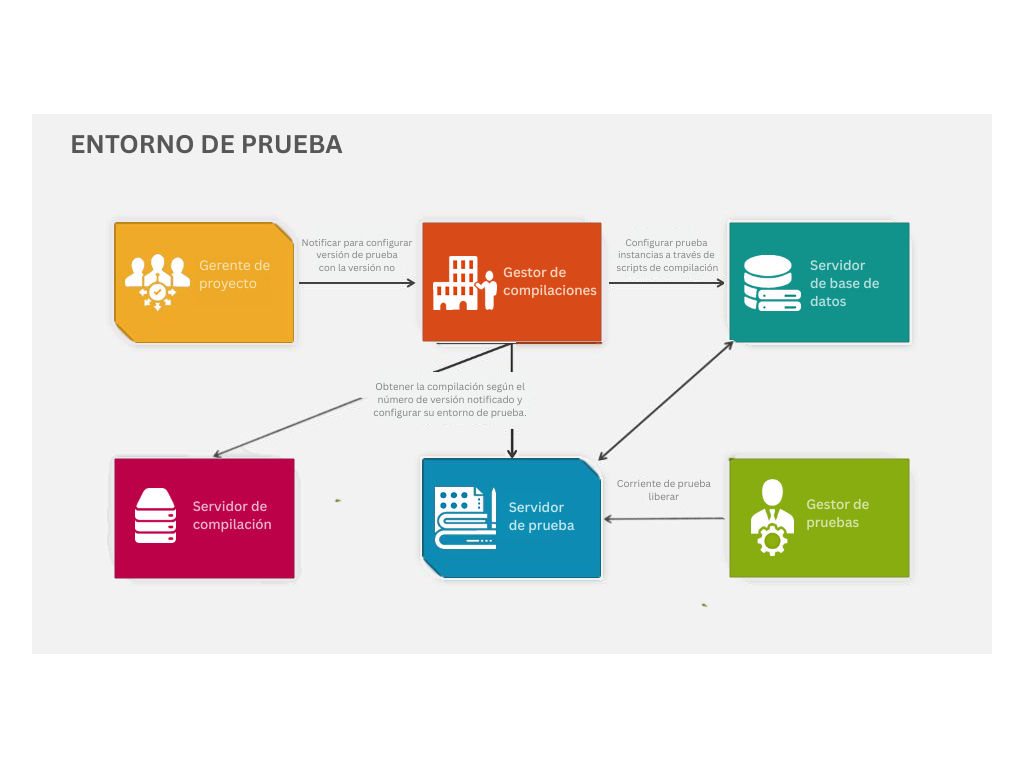 ENTORNO DE PRUEBA
Gerente de
proyecto
Notificar para configurar
versión de prueba
con la versión no
Gestor de
compilaciones
Configurar prueba
instancias a través de
scripts de compilación
Servidor
de base de
datos
Obtener la compilación según el
número de versión notificado y
configurar su entorno de prueba.
Servidor de
compilación
Servidor
de prueba
Corriente de prueba
liberar
Gestor de
pruebas